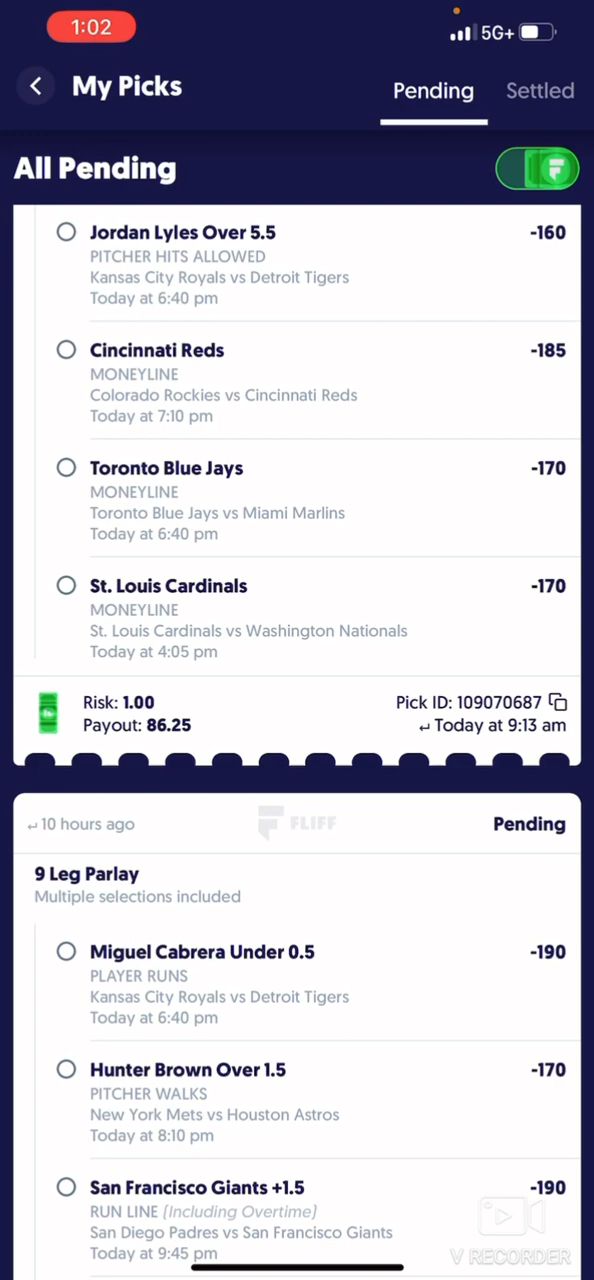 1:02
5G+
My Picks
Pending
Settled
All Pending
Jordan Lyles Over 5.5 -160
PITCHER HITS ALLOWED
Kansas City Royals vs Detroit Tigers
Today at 6:40 pm
Cincinnati Reds -185
MONEYLINE
Colorado Rockies vs Cincinnati Reds
Today at 7:10 pm
Toronto Blue Jays -170
MONEYLINE
Toronto Blue Jays vs Miami Marlins
Today at 6:40 pm
St. Louis Cardinals -170
MONEYLINE
St. Louis Cardinals vs Washington Nationals
Today at 4:05 pm
Risk: 1.00 Pick ID: 109070687
Payout: 86.25 Today at 9:13 am
10 hours ago FLIFF Pending
9 Leg Parlay
Multiple selections included
Miguel Cabrera Under 0.5 -190
PLAYER RUNS
Kansas City Royals vs Detroit Tigers
Today at 6:40 pm
Hunter Brown Over 1.5 -170
PITCHER WALKS
New York Mets vs Houston Astros
Today at 8:10 pm
San Francisco Giants +1.5 -190
RUN LINE (Including Overtime)
San Diego Padres vs San Francisco Giants
Today at 9:45 pm
V RECORDER